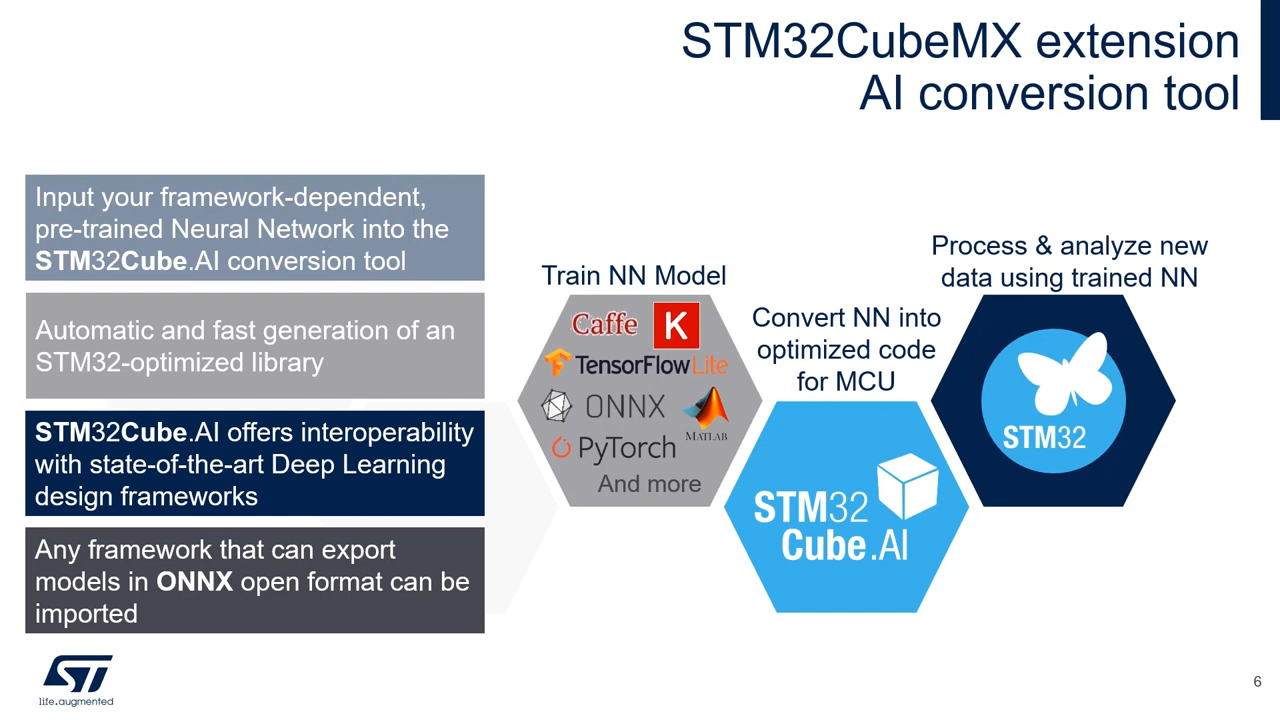 STM32CubeMX extension
AI conversion tool
Input your framework-dependent,
pre-trained Neural Network into the
STM32Cube.AI conversion tool
Automatic and fast generation of an
STM32-optimized library
STM32Cube.AI offers interoperability
with state-of-the-art Deep Learning
design frameworks
Any framework that can export
models in ONNX open format can be
imported
Train NN Model
Caffe K
TensorFlowLite
ONNX
MATLAB
PyTorch
And more
Convert NN into
optimized code
for MCU
STM32
Cube.AI
Process & analyze new
data using trained NN
STM32
ST
life.augmented
6